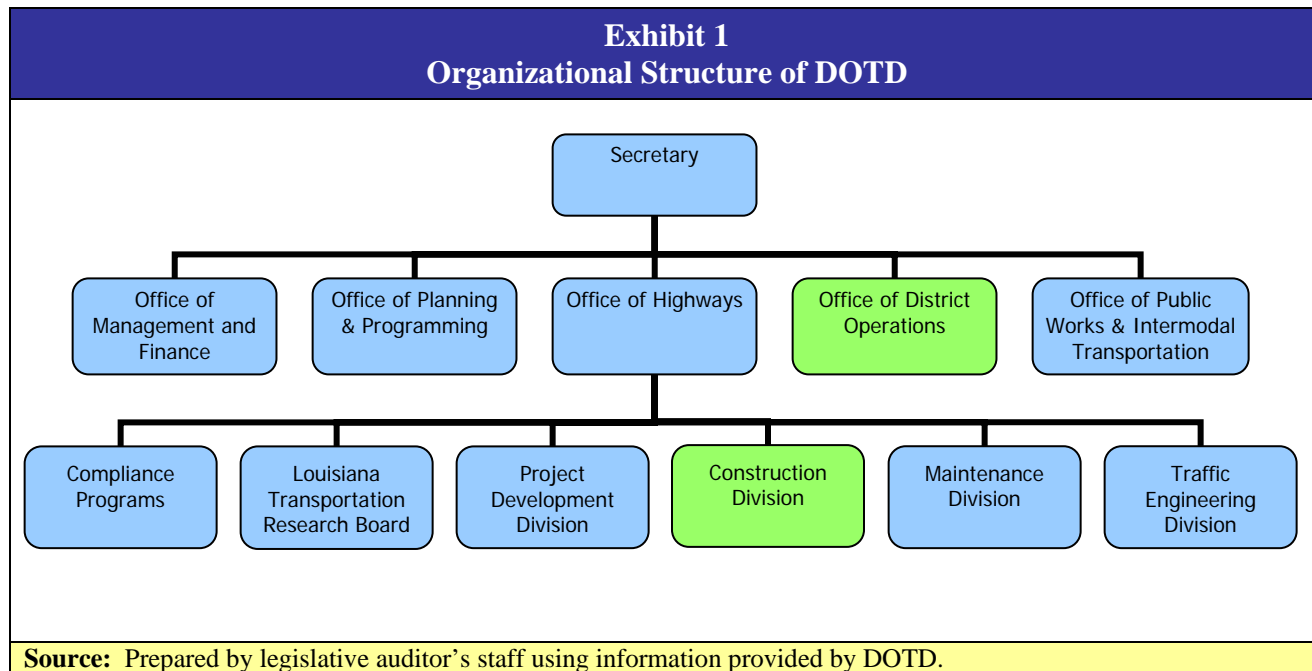 Exhibit 1
Organizational Structure of DOTD
Secretary
Office of
Management and
Finance
Office of Planning
& Programming
Office of Highways
Office of District
Operations
Office of Public
Works & Intermodal
Transportation
Compliance
Programs
Louisiana
Transportation
Research Board
Project
Development
Division
Construction
Division
Maintenance
Division
Traffic
Engineering
Division
Source: Prepared by legislative auditor's staff using information provided by DOTD.